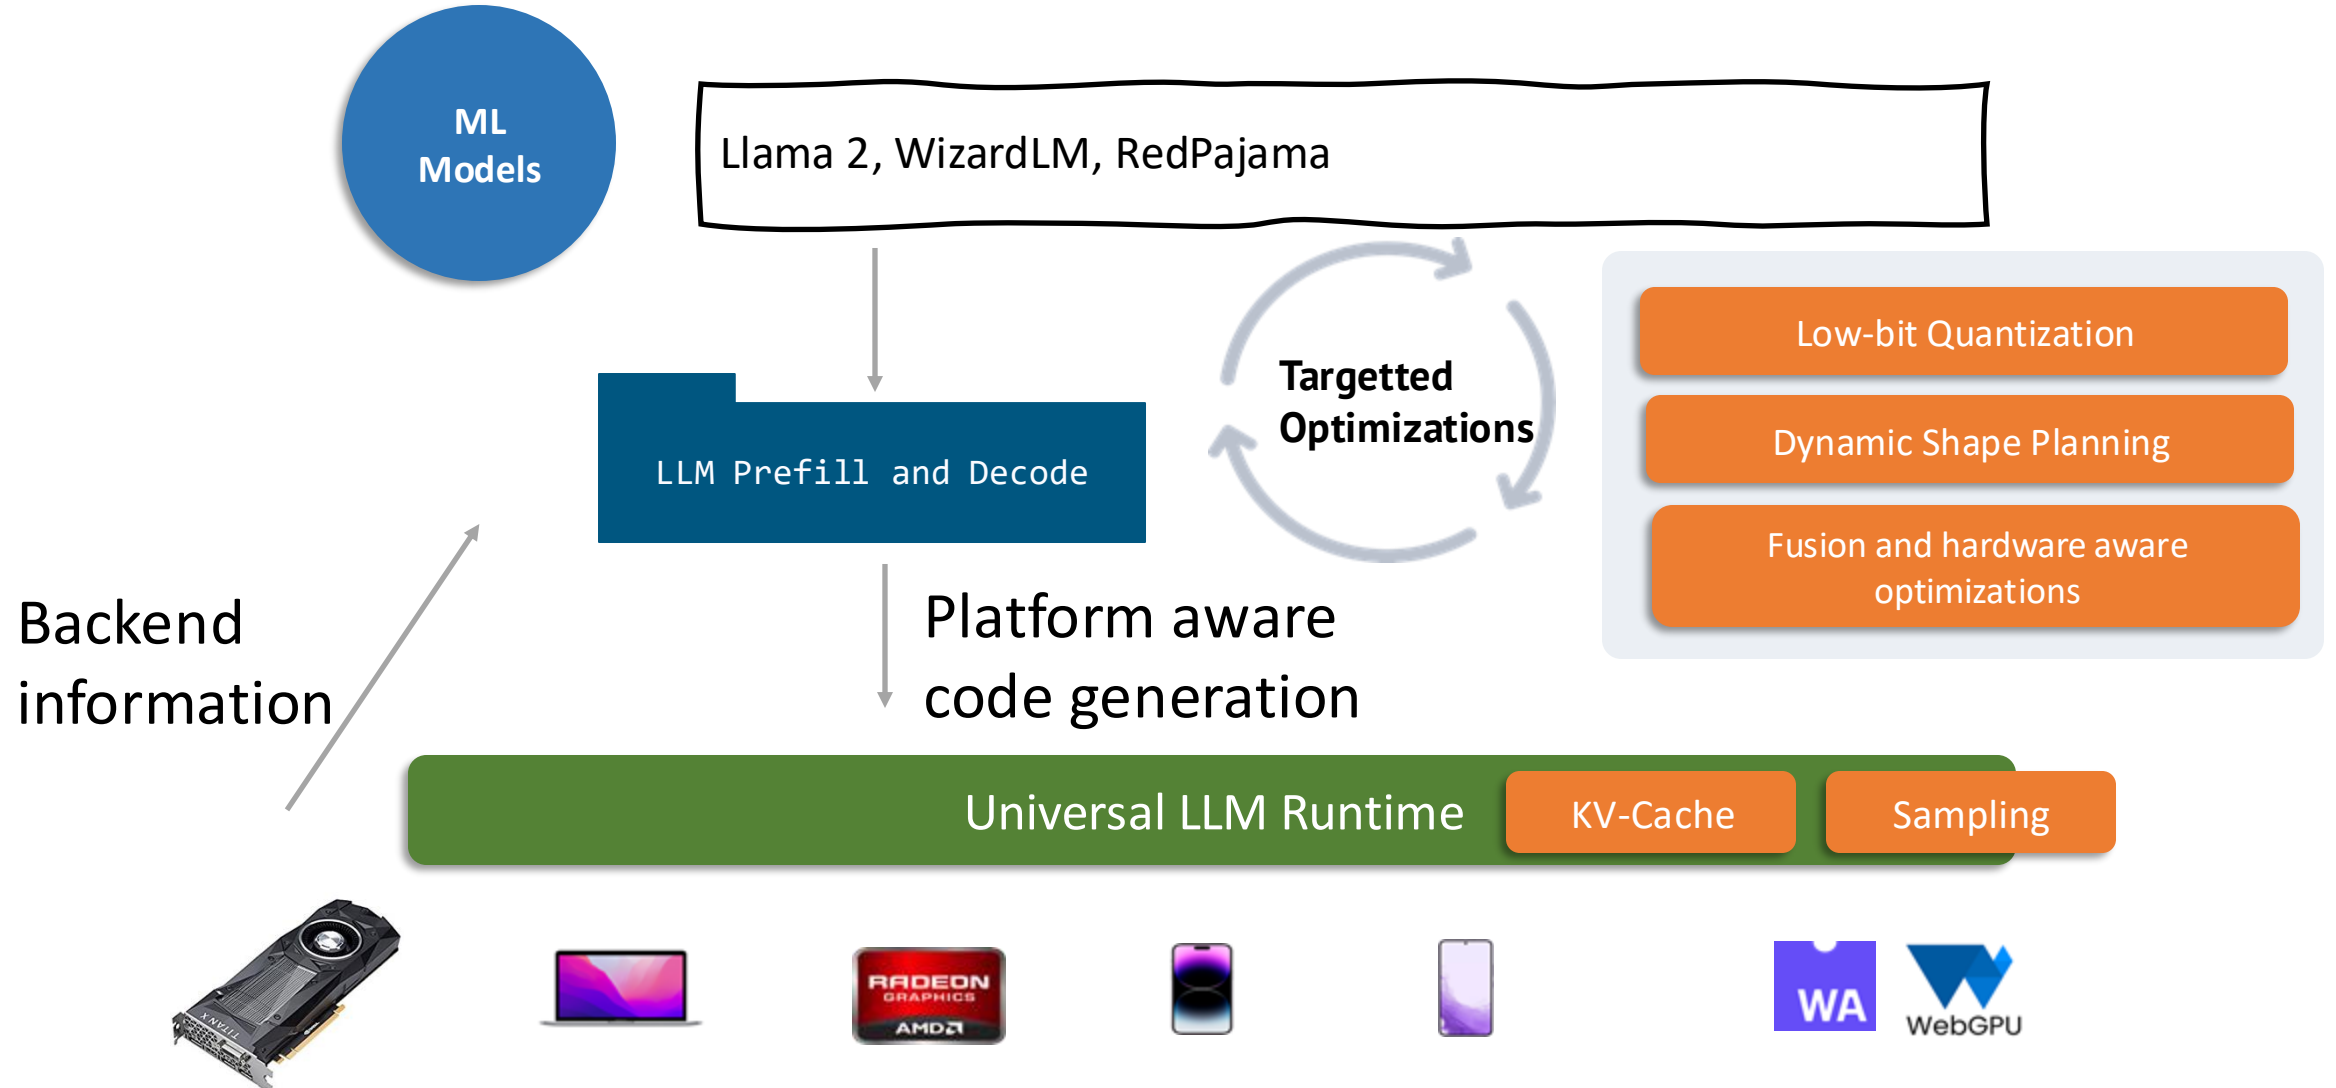 ML
Models
Llama 2, WizardLM, RedPajama
Targetted
Optimizations
Low-bit Quantization
Dynamic Shape Planning
Fusion and hardware aware
optimizations
LLM Prefill and Decode
Backend
information
Platform aware
code generation
Universal LLM Runtime
KV-Cache
Sampling
TITAN X
RADEON
GRAPHICS
AMD
WA
WebGPU